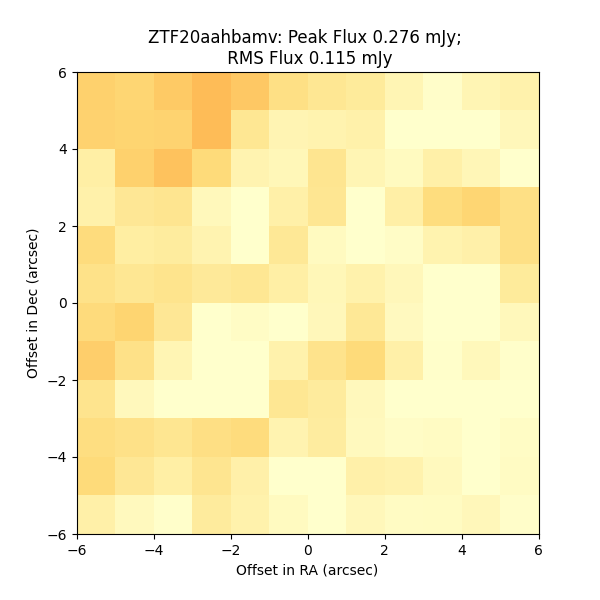 ZTF20aahbamv: Peak Flux 0.276 mJy;
RMS Flux 0.115 mJy
6
4
2
0
−2
−4
−6
Offset in Dec (arcsec)
−6 −4 −2 0 2 4 6
Offset in RA (arcsec)